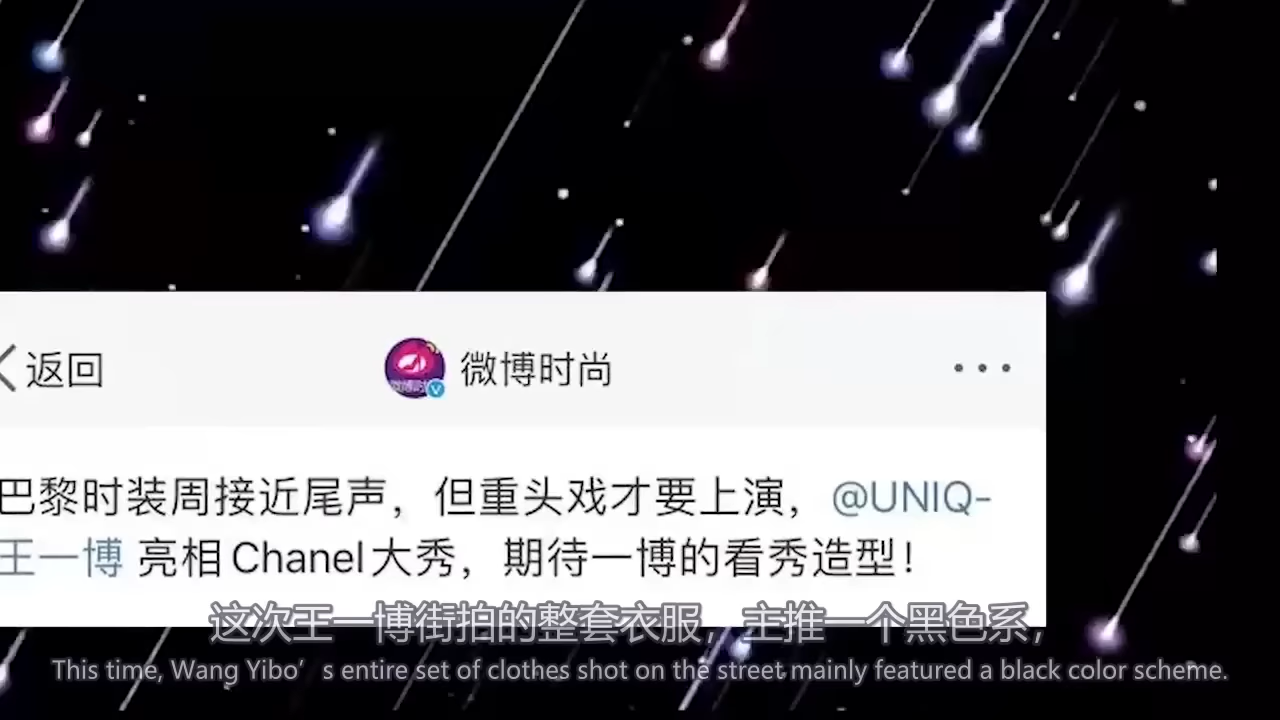 返回
微博时尚
巴黎时装周接近尾声，但重头戏才要上演，@UNIQ-
王一博 亮相Chanel大秀，期待一博的看秀造型！
这次王一博街拍的整套衣服，主推一个黑色系，
This time, Wang Yibo's entire set of clothes shot on the street mainly featured a black color scheme.